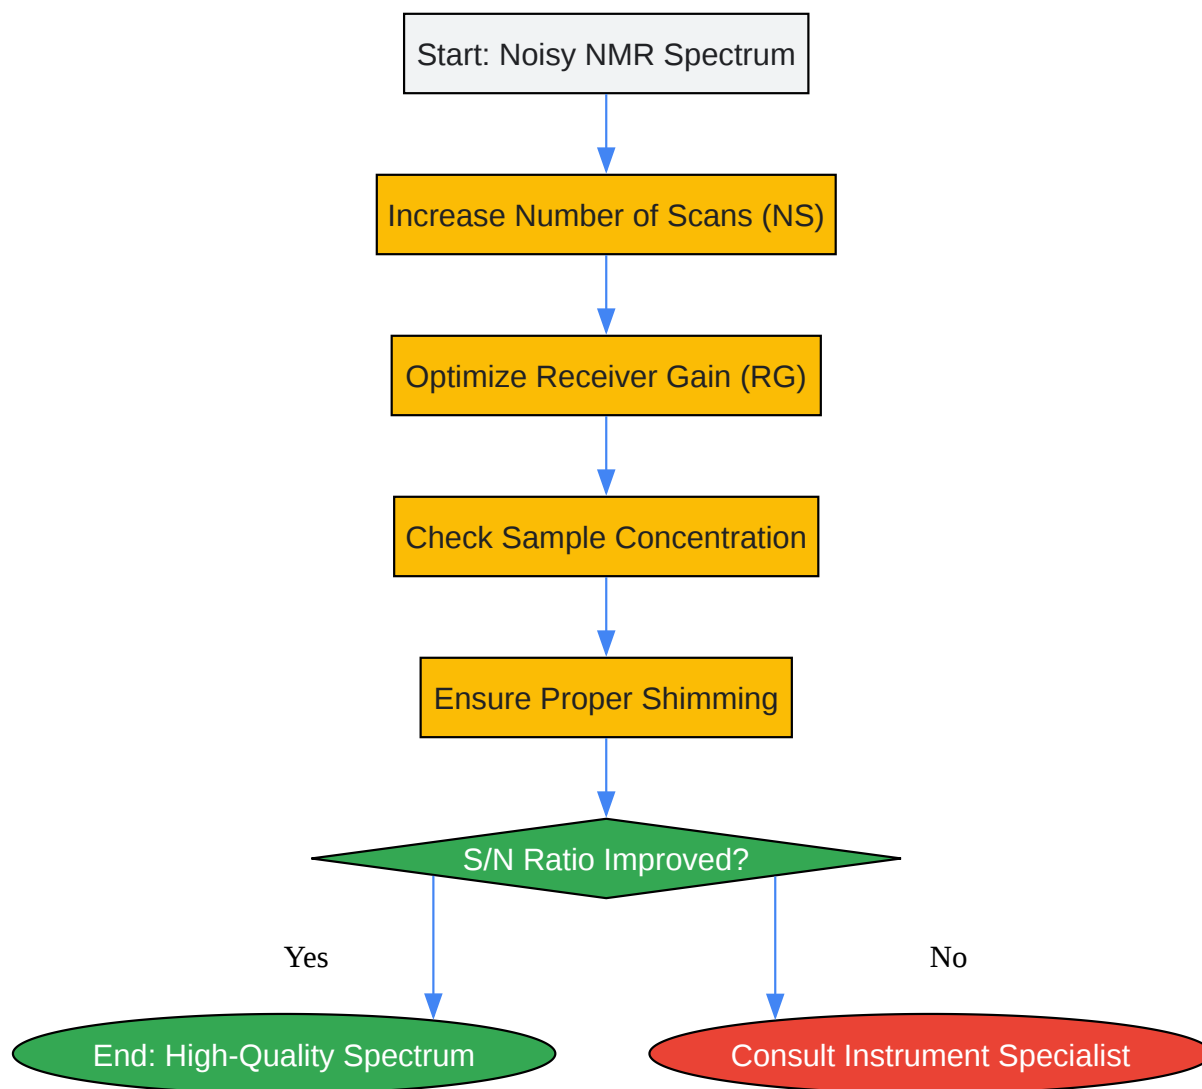 Start: Noisy NMR Spectrum
Increase Number of Scans (NS)
Optimize Receiver Gain (RG)
Check Sample Concentration
Ensure Proper Shimming
S/N Ratio Improved?
Yes
No
End: High-Quality Spectrum
Consult Instrument Specialist